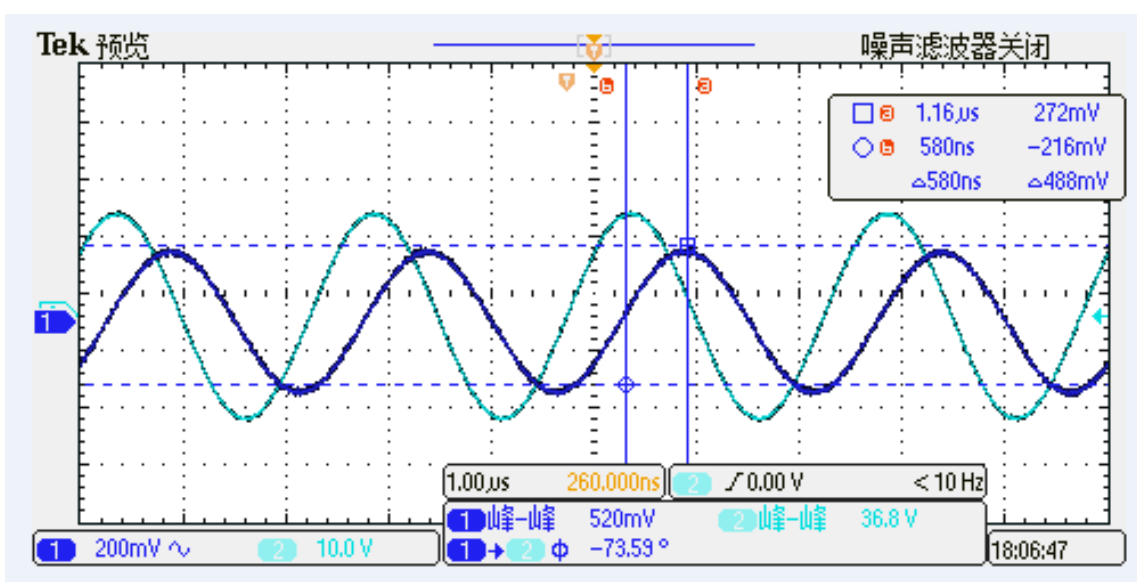 Tek 预览 噪声滤波器关闭
T
T b a
a 1.16μs 272mV
b 580ns -216mV
△580ns △488mV
1
1.00μs 260.000ns 2 ∫ 0.00 V < 10 Hz
1 峰-峰 520mV 2 峰-峰 36.8 V
1 → 2 ϕ -73.59 °
1 200mV ∿ 2 10.0 V 18:06:47